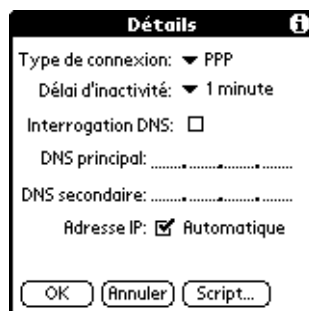 Détails i
Type de connexion: PPP
Délai d'inactivité: 1 minute
Interrogation DNS:
DNS principal: . . .
DNS secondaire: . . .
Adresse IP: Automatique
OK Annuler Script...